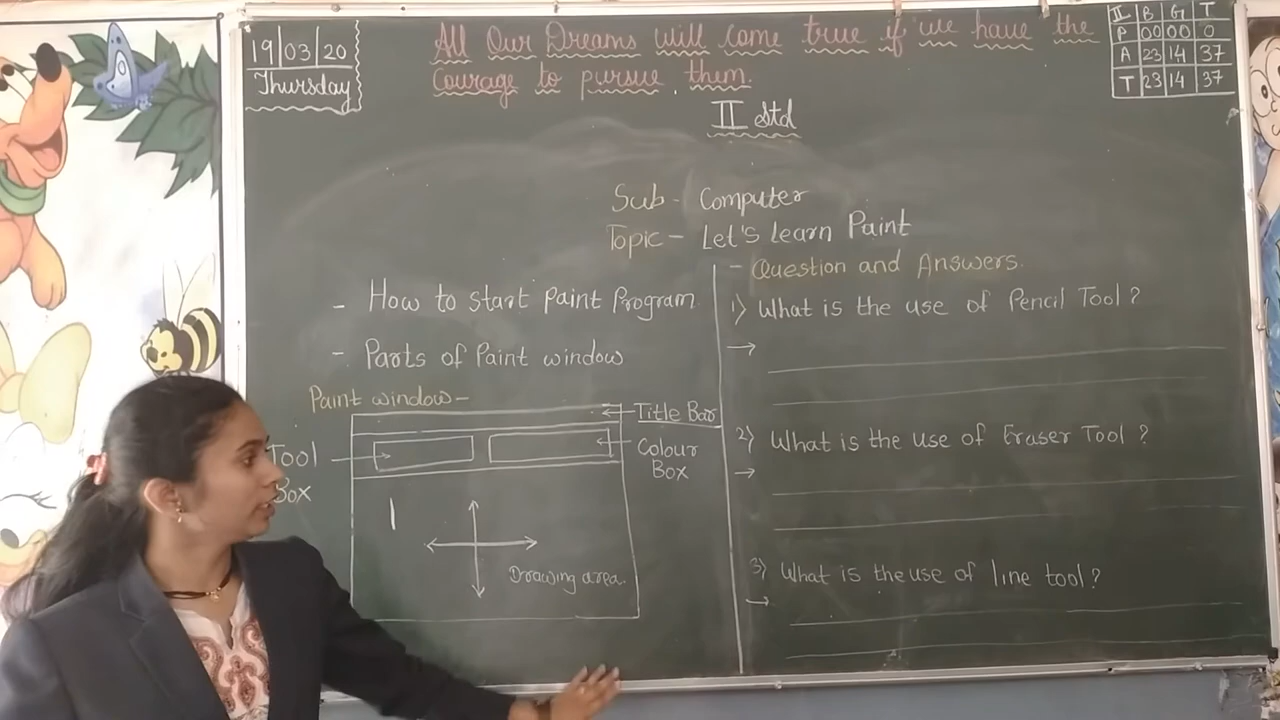 19/03/20
Thursday
All Our Dreams will come true if we have the
courage to pursue them.
II B G T
P 00 00 0
A 23 14 37
T 23 14 37
II Std
Sub - Computer
Topic - Let's learn Paint
- How to start Paint Program
- Parts of Paint window
Paint window-
Title Bar
Tool
Box
Colour
Box
Drawing area.
- Question and Answers.
1) What is the use of Pencil Tool?
→
2) What is the use of Eraser Tool?
→
3) What is the use of line tool?
→